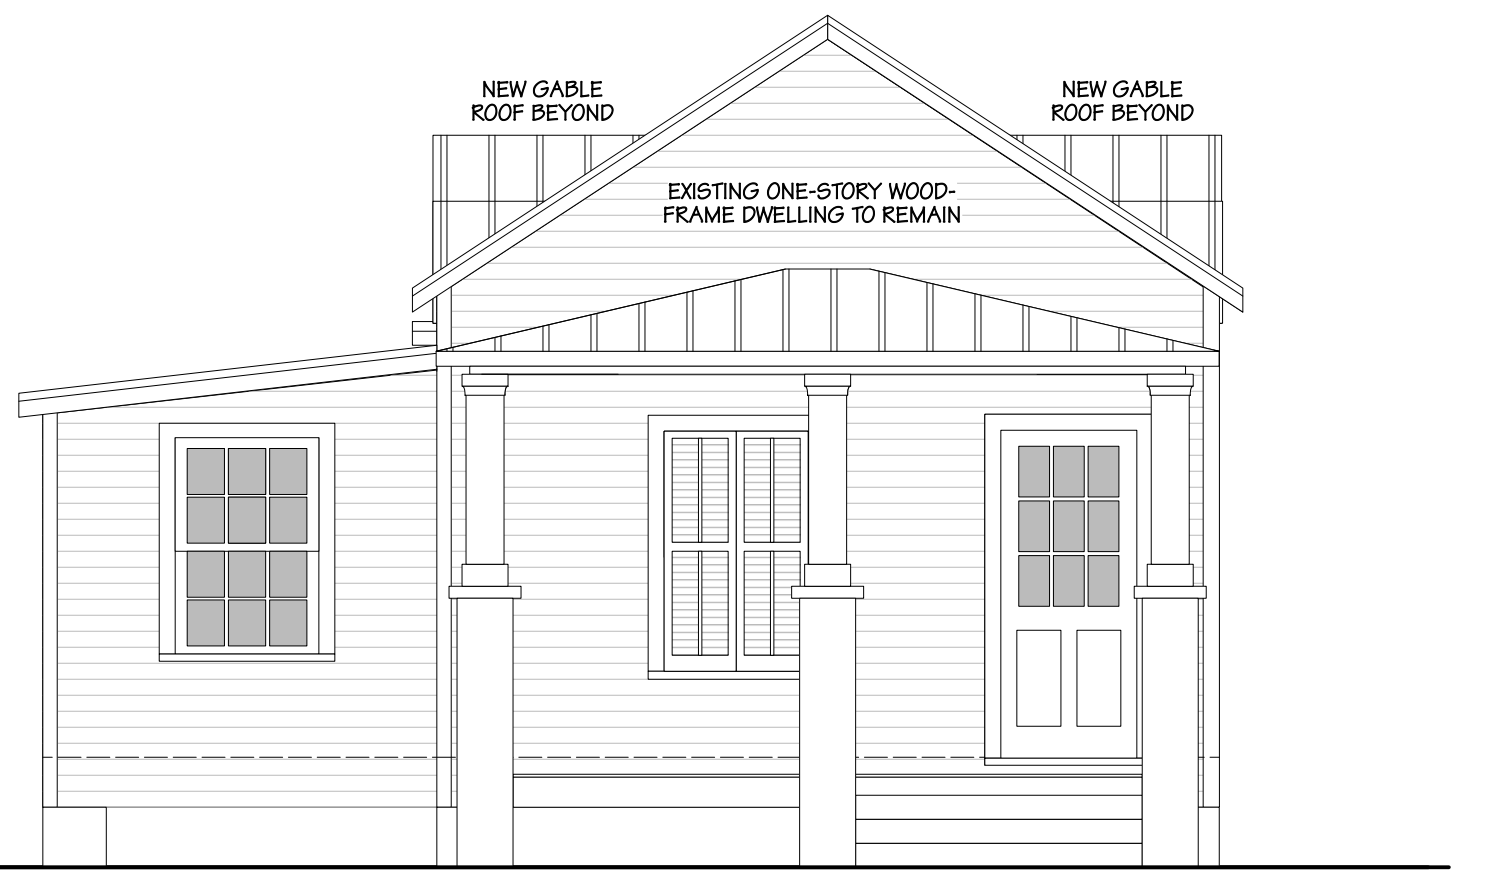 NEW GABLE
ROOF BEYOND
NEW GABLE
ROOF BEYOND
EXISTING ONE-STORY WOOD-
FRAME DWELLING TO REMAIN